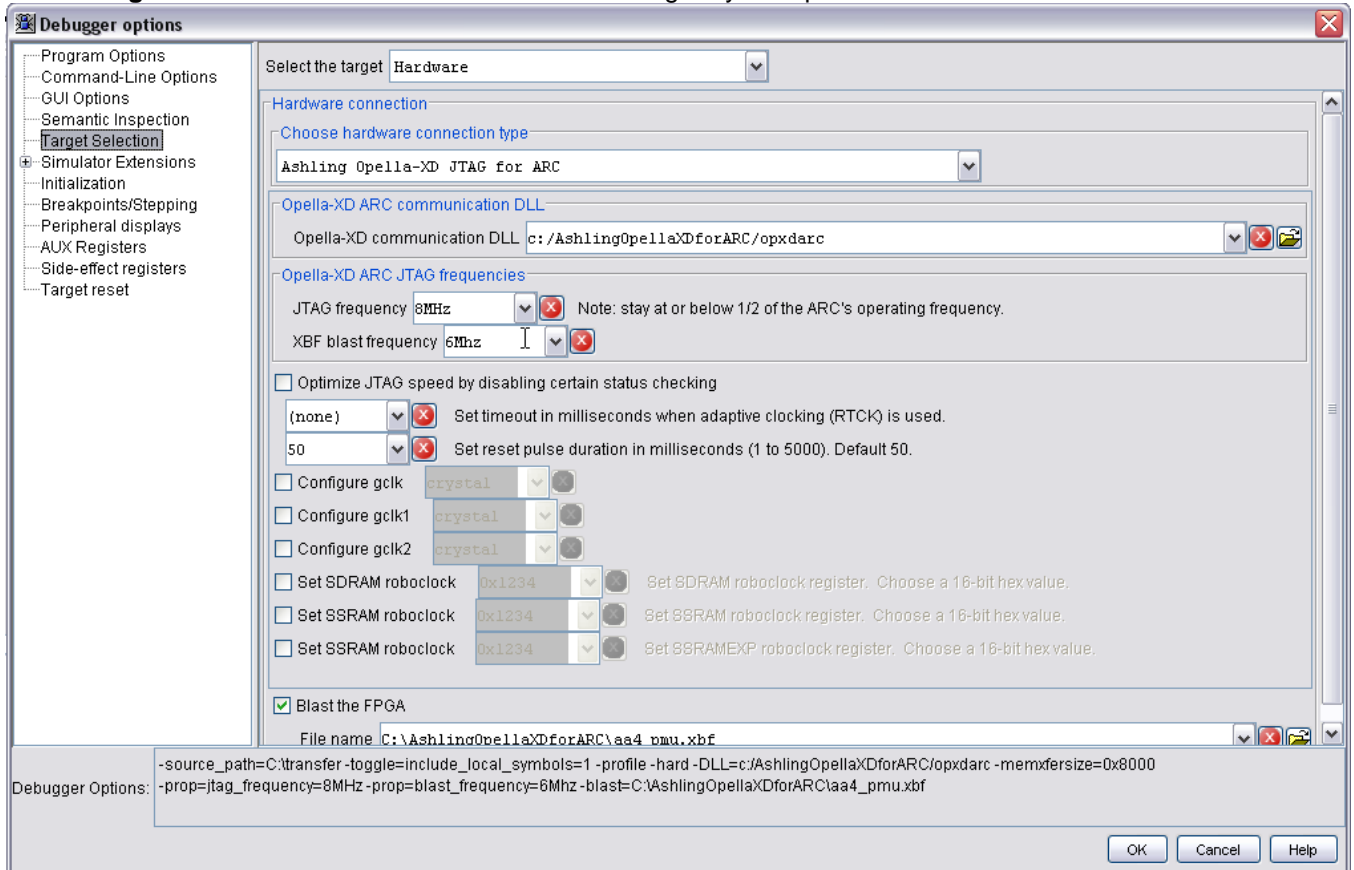 Debugger options
Program Options
Command-Line Options
GUI Options
Semantic Inspection
Target Selection
Simulator Extensions
Initialization
Breakpoints/Stepping
Peripheral displays
AUX Registers
Side-effect registers
Target reset
Select the target Hardware
Hardware connection
Choose hardware connection type
Ashling Opella-XD JTAG for ARC
Opella-XD ARC communication DLL
Opella-XD communication DLL c:/AshlingOpellaXDforARC/opxdarc
Opella-XD ARC JTAG frequencies
JTAG frequency 8MHz Note: stay at or below 1/2 of the ARC's operating frequency.
XBF blast frequency 6Mhz
Optimize JTAG speed by disabling certain status checking
(none) Set timeout in milliseconds when adaptive clocking (RTCK) is used.
50 Set reset pulse duration in milliseconds (1 to 5000). Default 50.
Configure gclk crystal
Configure gclk1 crystal
Configure gclk2 crystal
Set SDRAM roboclock 0x1234 Set SDRAM roboclock register. Choose a 16-bit hex value.
Set SSRAM roboclock 0x1234 Set SSRAM roboclock register. Choose a 16-bit hex value.
Set SSRAM roboclock 0x1234 Set SSRAMEXP roboclock register. Choose a 16-bit hex value.
Blast the FPGA
File name C:\AshlingOpellaXDforARC\aa4_pmu.xbf
Debugger Options:
-source_path=C:\transfer -toggle=include_local_symbols=1 -profile -hard -DLL=c:/AshlingOpellaXDforARC/opxdarc -memxfersize=0x8000
-prop=jtag_frequency=8MHz -prop=blast_frequency=6Mhz -blast=C:\AshlingOpellaXDforARC\aa4_pmu.xbf
OK Cancel Help